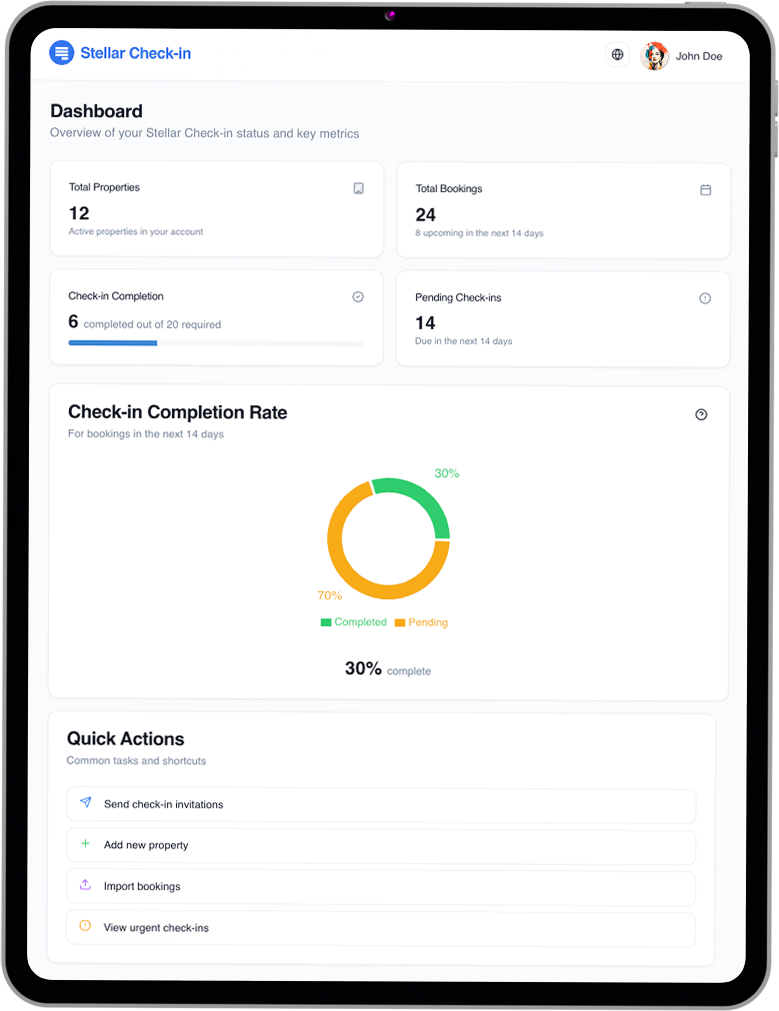 Stellar Check-in
John Doe
Dashboard
Overview of your Stellar Check-in status and key metrics
Total Properties
12
Active properties in your account
Total Bookings
24
8 upcoming in the next 14 days
Check-in Completion
6 completed out of 20 required
Pending Check-ins
14
Due in the next 14 days
Check-in Completion Rate
For bookings in the next 14 days
30%
70%
Completed Pending
30% complete
Quick Actions
Common tasks and shortcuts
Send check-in invitations
Add new property
Import bookings
View urgent check-ins